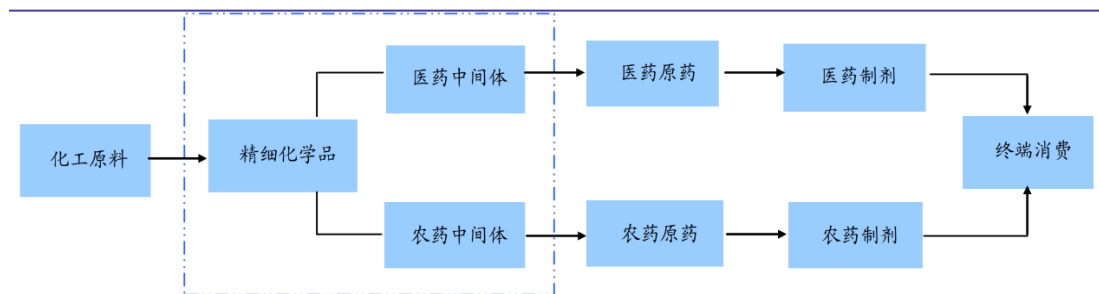 医药中间体
医药原药
医药制剂
化工原料
精细化学品
终端消费
农药中间体
农药原药
农药制剂